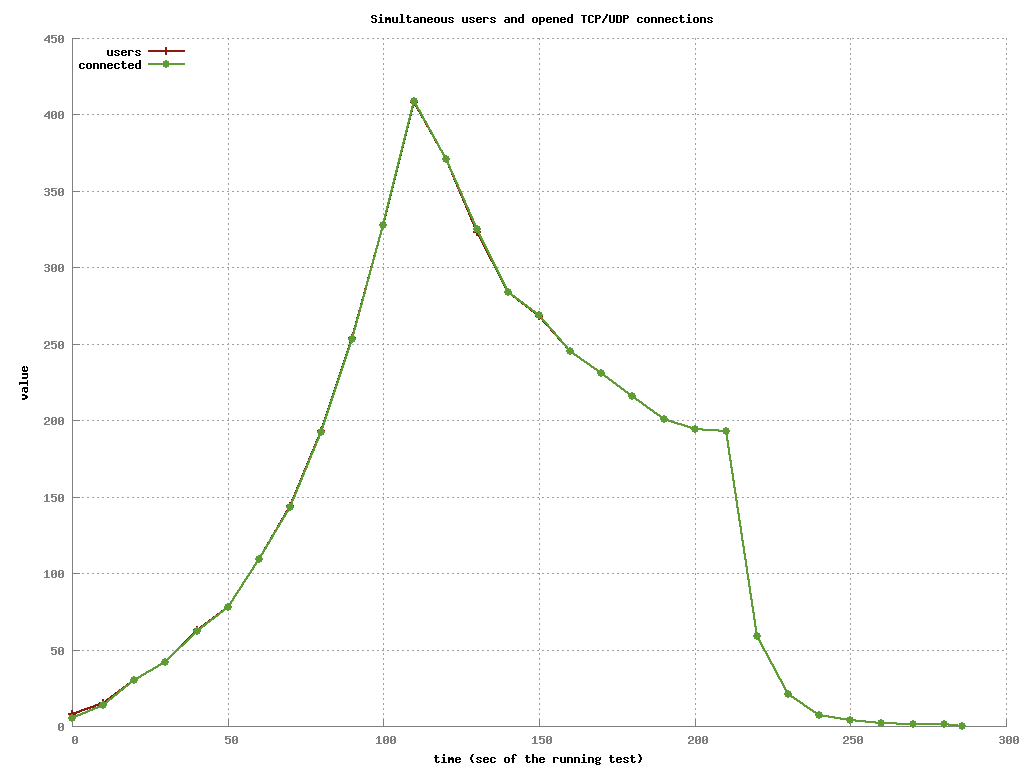 Simultaneous users and opened TCP/UDP connections
450
users
connected
400
350
300
250
value
200
150
100
50
0
0 50 100 150 200 250 300
time (sec of the running test)